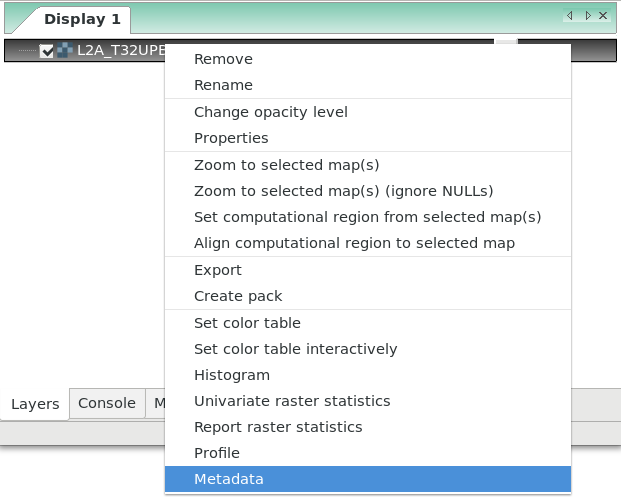 Display 1
L2A_T32UPE
Remove
Rename
Change opacity level
Properties
Zoom to selected map(s)
Zoom to selected map(s) (ignore NULLs)
Set computational region from selected map(s)
Align computational region to selected map
Export
Create pack
Set color table
Set color table interactively
Histogram
Univariate raster statistics
Report raster statistics
Profile
Metadata
Layers Console M